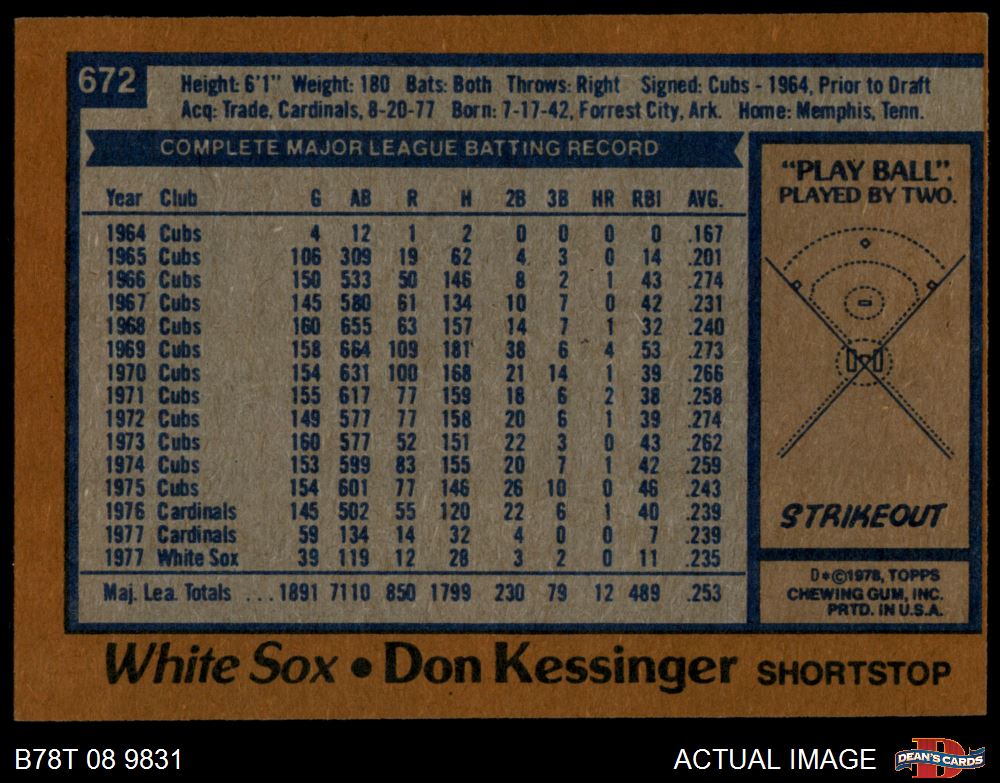 672
Height: 6'1" Weight: 180 Bats: Both Throws: Right Signed: Cubs - 1964, Prior to Draft
Acq: Trade, Cardinals, 8-20-77 Born: 7-17-42, Forrest City, Ark. Home: Memphis, Tenn.
COMPLETE MAJOR LEAGUE BATTING RECORD
Year Club G AB R H 2B 3B HR RBI AVG.
1964 Cubs 4 12 1 2 0 0 0 0 .167
1965 Cubs 106 309 19 62 4 3 0 14 .201
1966 Cubs 150 533 50 146 8 2 1 43 .274
1967 Cubs 145 580 61 134 10 7 0 42 .231
1968 Cubs 160 655 63 157 14 7 1 32 .240
1969 Cubs 158 664 109 181 38 6 4 53 .273
1970 Cubs 154 631 100 168 21 14 1 39 .266
1971 Cubs 155 617 77 159 18 6 2 38 .258
1972 Cubs 149 577 77 158 20 6 1 39 .274
1973 Cubs 160 577 52 151 22 3 0 43 .262
1974 Cubs 153 599 83 155 20 7 1 42 .259
1975 Cubs 154 601 77 146 26 10 0 46 .243
1976 Cardinals 145 502 55 120 22 6 1 40 .239
1977 Cardinals 59 134 14 32 4 0 0 7 .239
1977 White Sox 39 119 12 28 3 2 0 11 .235
Maj. Lea. Totals ... 1891 7110 850 1799 230 79 12 489 .253
"PLAY BALL".
PLAYED BY TWO.
STRIKEOUT
D*©1978, TOPPS
CHEWING GUM, INC.
PRTD. IN U.S.A.
White Sox • Don Kessinger SHORTSTOP
B78T 08 9831
ACTUAL IMAGE
D
DEAN'S CARDS